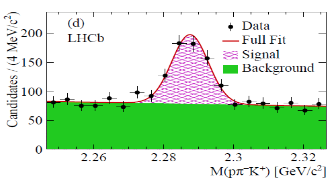 (d)
LHCb
Data
Full Fit
Signal
Background
Candidates / (4 MeV/c²)
200
150
100
50
0
2.26 2.28 2.3 2.32
M(pπ⁻K⁺) [GeV/c²]